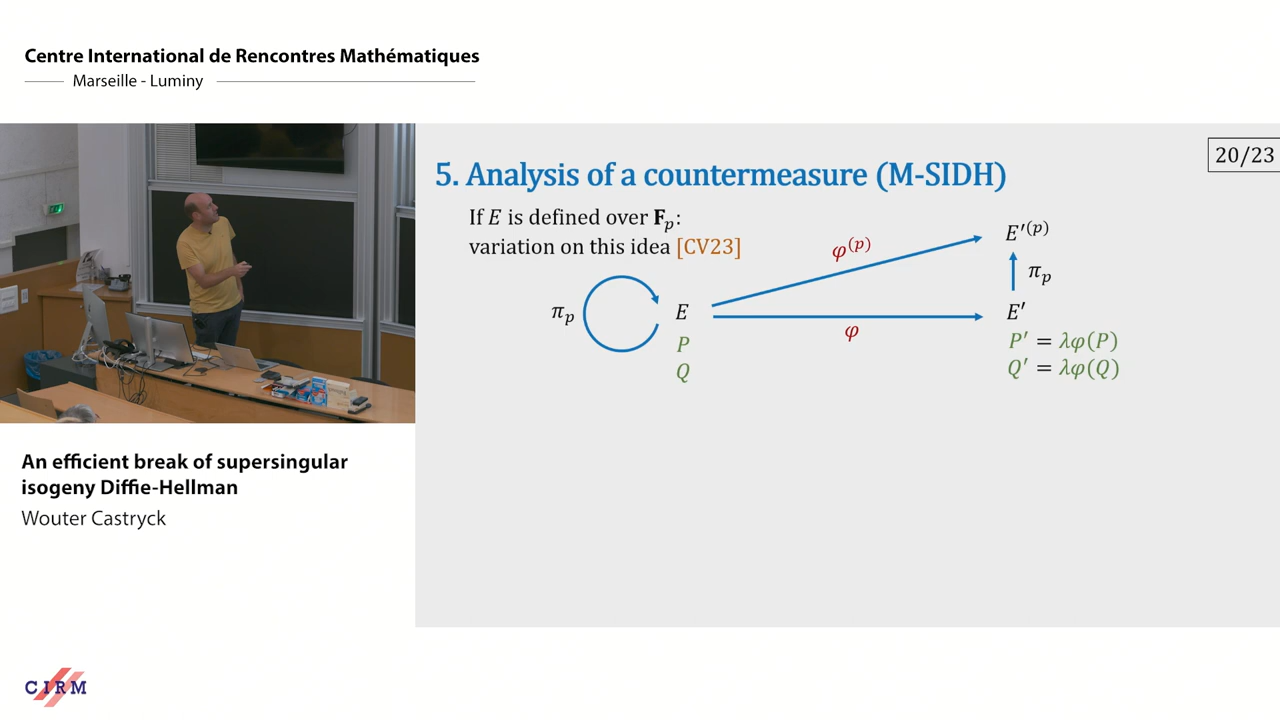 Centre International de Rencontres Mathématiques
Marseille - Luminy
20/23
5. Analysis of a countermeasure (M-SIDH)
If E is defined over F_p:
variation on this idea [CV23]
φ^(p)
E′^(p)
π_p
π_p
E
E′
φ
P
P′ = λφ(P)
Q
Q′ = λφ(Q)
An efficient break of supersingular
isogeny Diffie-Hellman
Wouter Castryck
CIRM